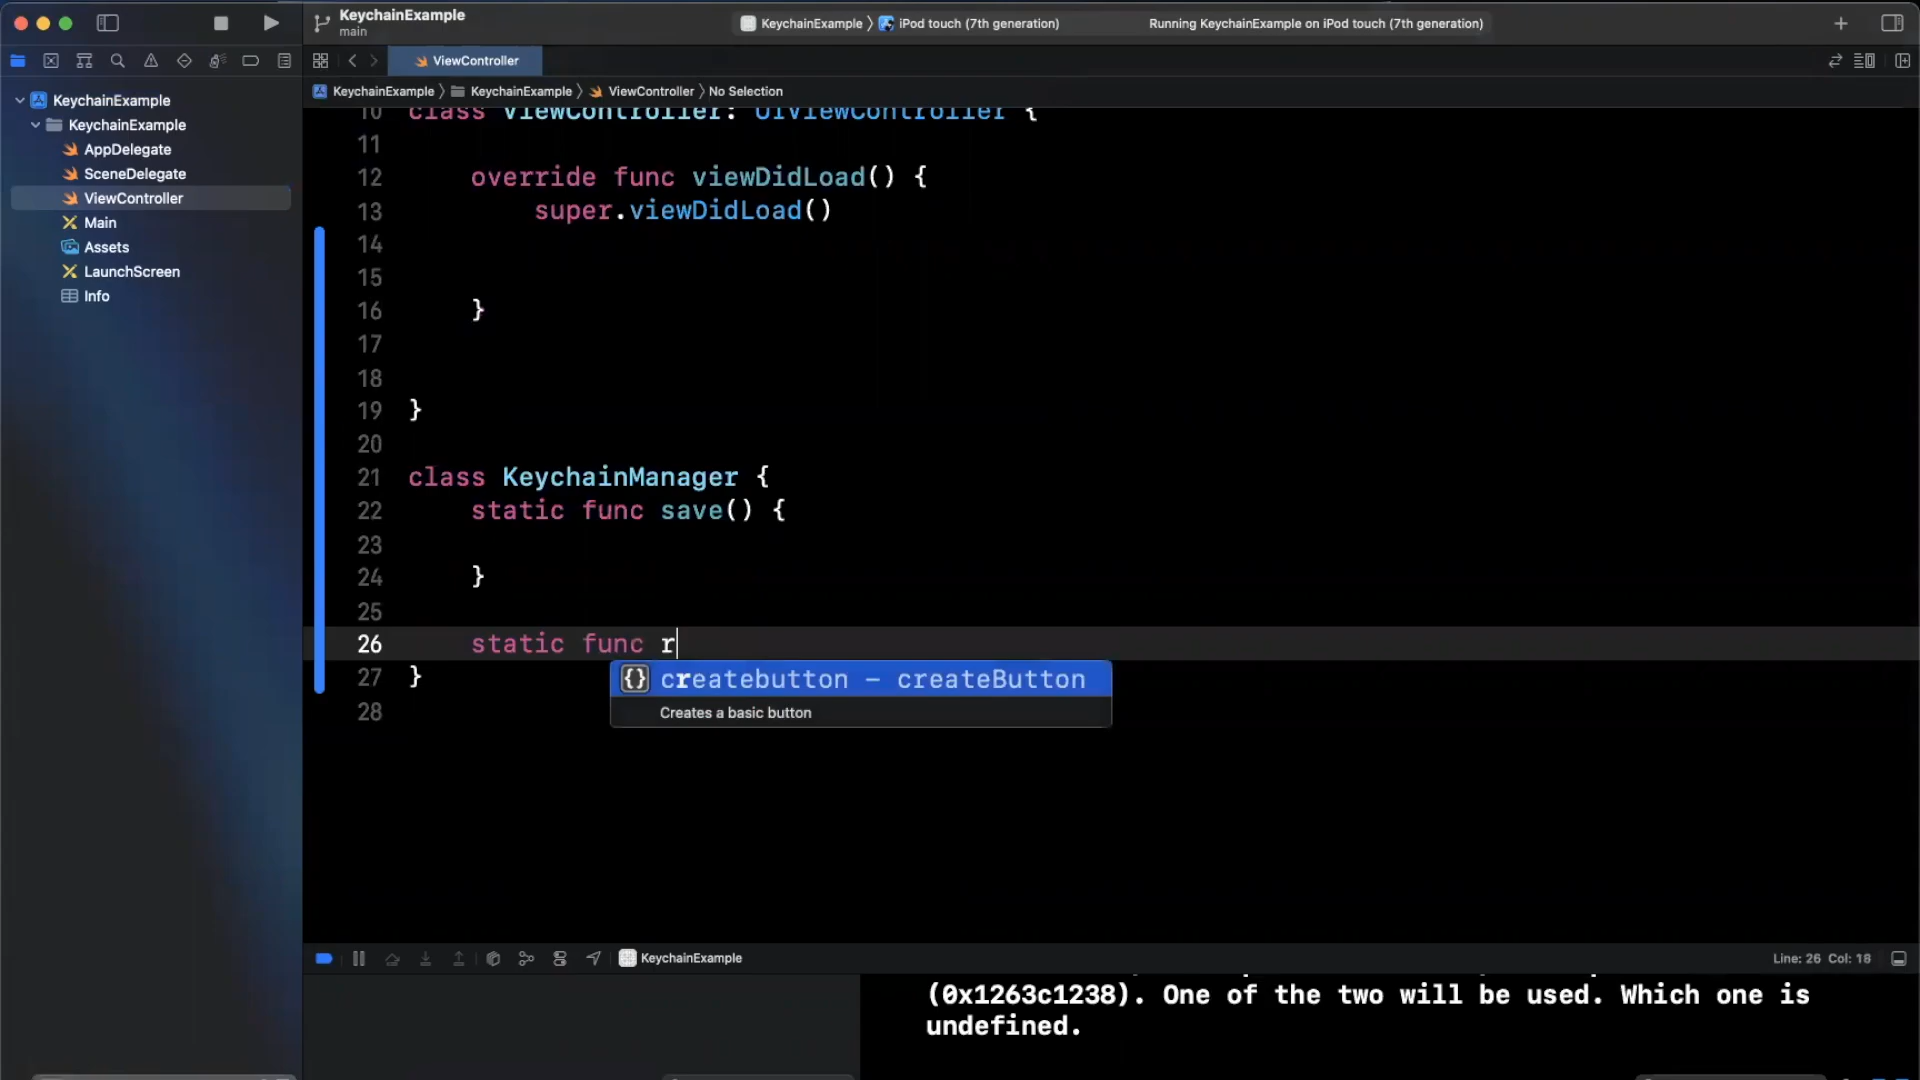 KeychainExample
main
KeychainExample 〉 iPod touch (7th generation)
Running KeychainExample on iPod touch (7th generation)
ViewController
KeychainExample 〉 KeychainExample 〉 ViewController 〉 No Selection
KeychainExample
KeychainExample
AppDelegate
SceneDelegate
ViewController
Main
Assets
LaunchScreen
Info
10 class ViewController: UIViewController {
11
12 override func viewDidLoad() {
13 super.viewDidLoad()
14
15
16 }
17
18
19 }
20
21 class KeychainManager {
22 static func save() {
23
24 }
25
26 static func r
{} createbutton – createButton
27 }
Creates a basic button
28
KeychainExample
Line: 26 Col: 18
(0x1263c1238). One of the two will be used. Which one is
undefined.